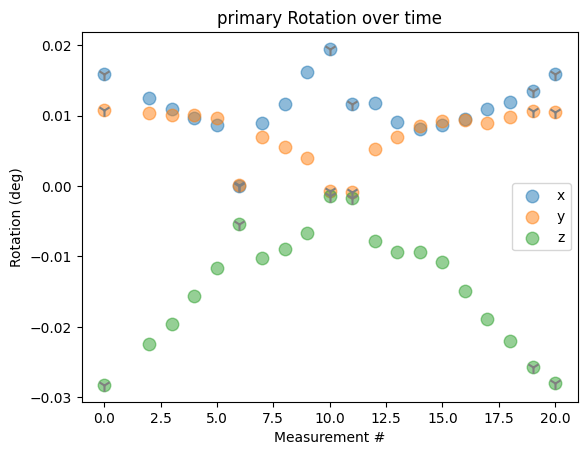 primary Rotation over time
Rotation (deg)
0.02
0.01
0.00
−0.01
−0.02
−0.03
x
y
z
0.0
2.5
5.0
7.5
10.0
12.5
15.0
17.5
20.0
Measurement #